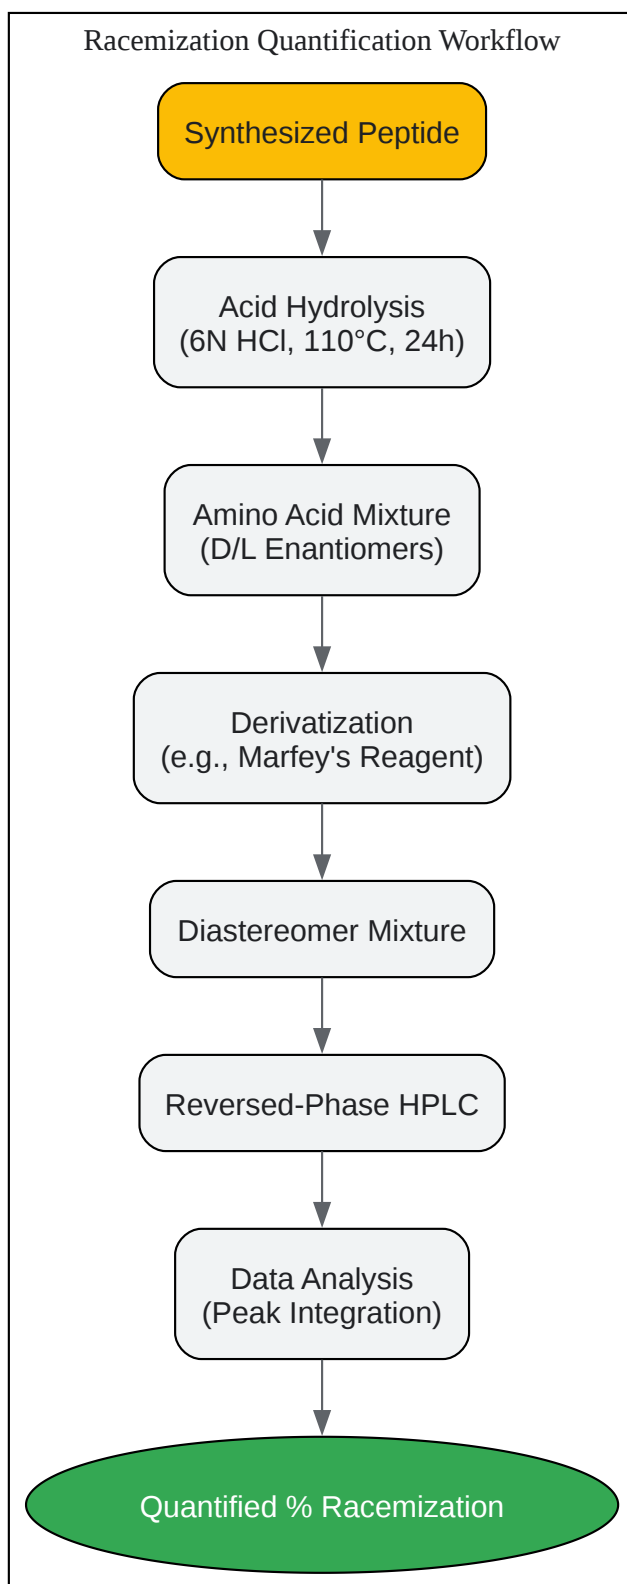 Racemization Quantification Workflow
Synthesized Peptide
Acid Hydrolysis
(6N HCl, 110°C, 24h)
Amino Acid Mixture
(D/L Enantiomers)
Derivatization
(e.g., Marfey's Reagent)
Diastereomer Mixture
Reversed-Phase HPLC
Data Analysis
(Peak Integration)
Quantified % Racemization